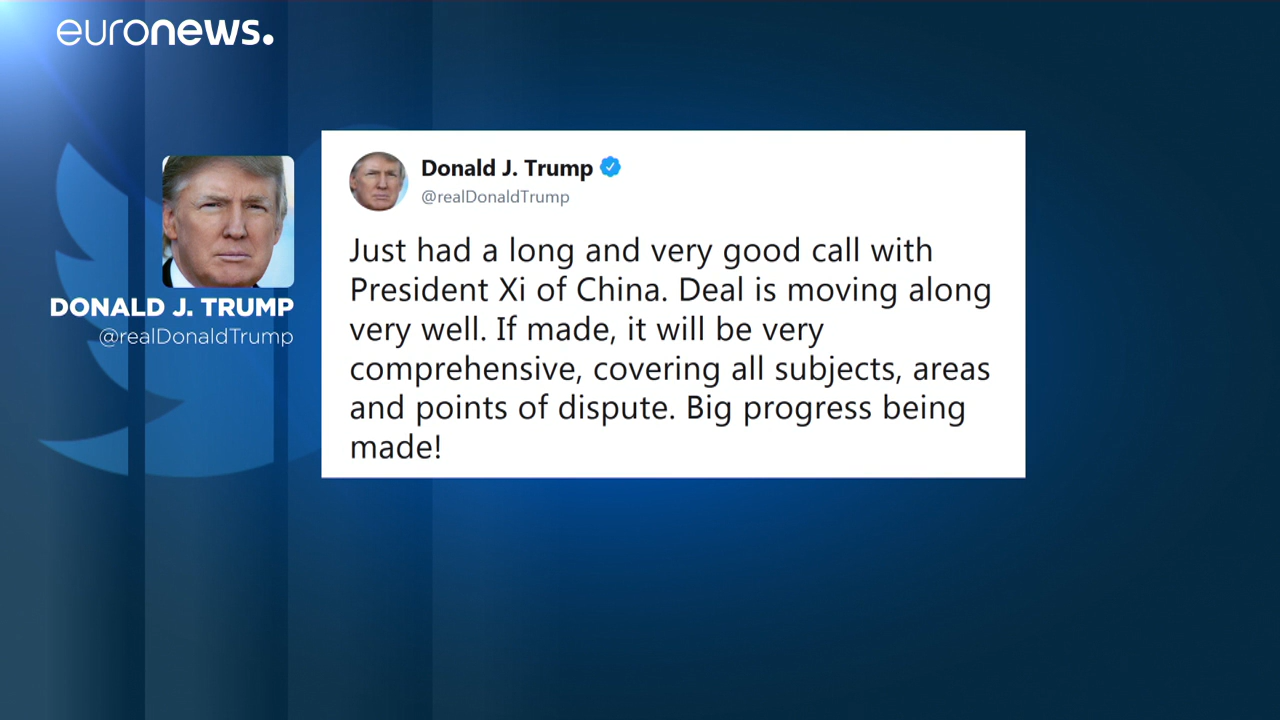 euronews.
DONALD J. TRUMP
@realDonaldTrump
Donald J. Trump
@realDonaldTrump
Just had a long and very good call with
President Xi of China. Deal is moving along
very well. If made, it will be very
comprehensive, covering all subjects, areas
and points of dispute. Big progress being
made!